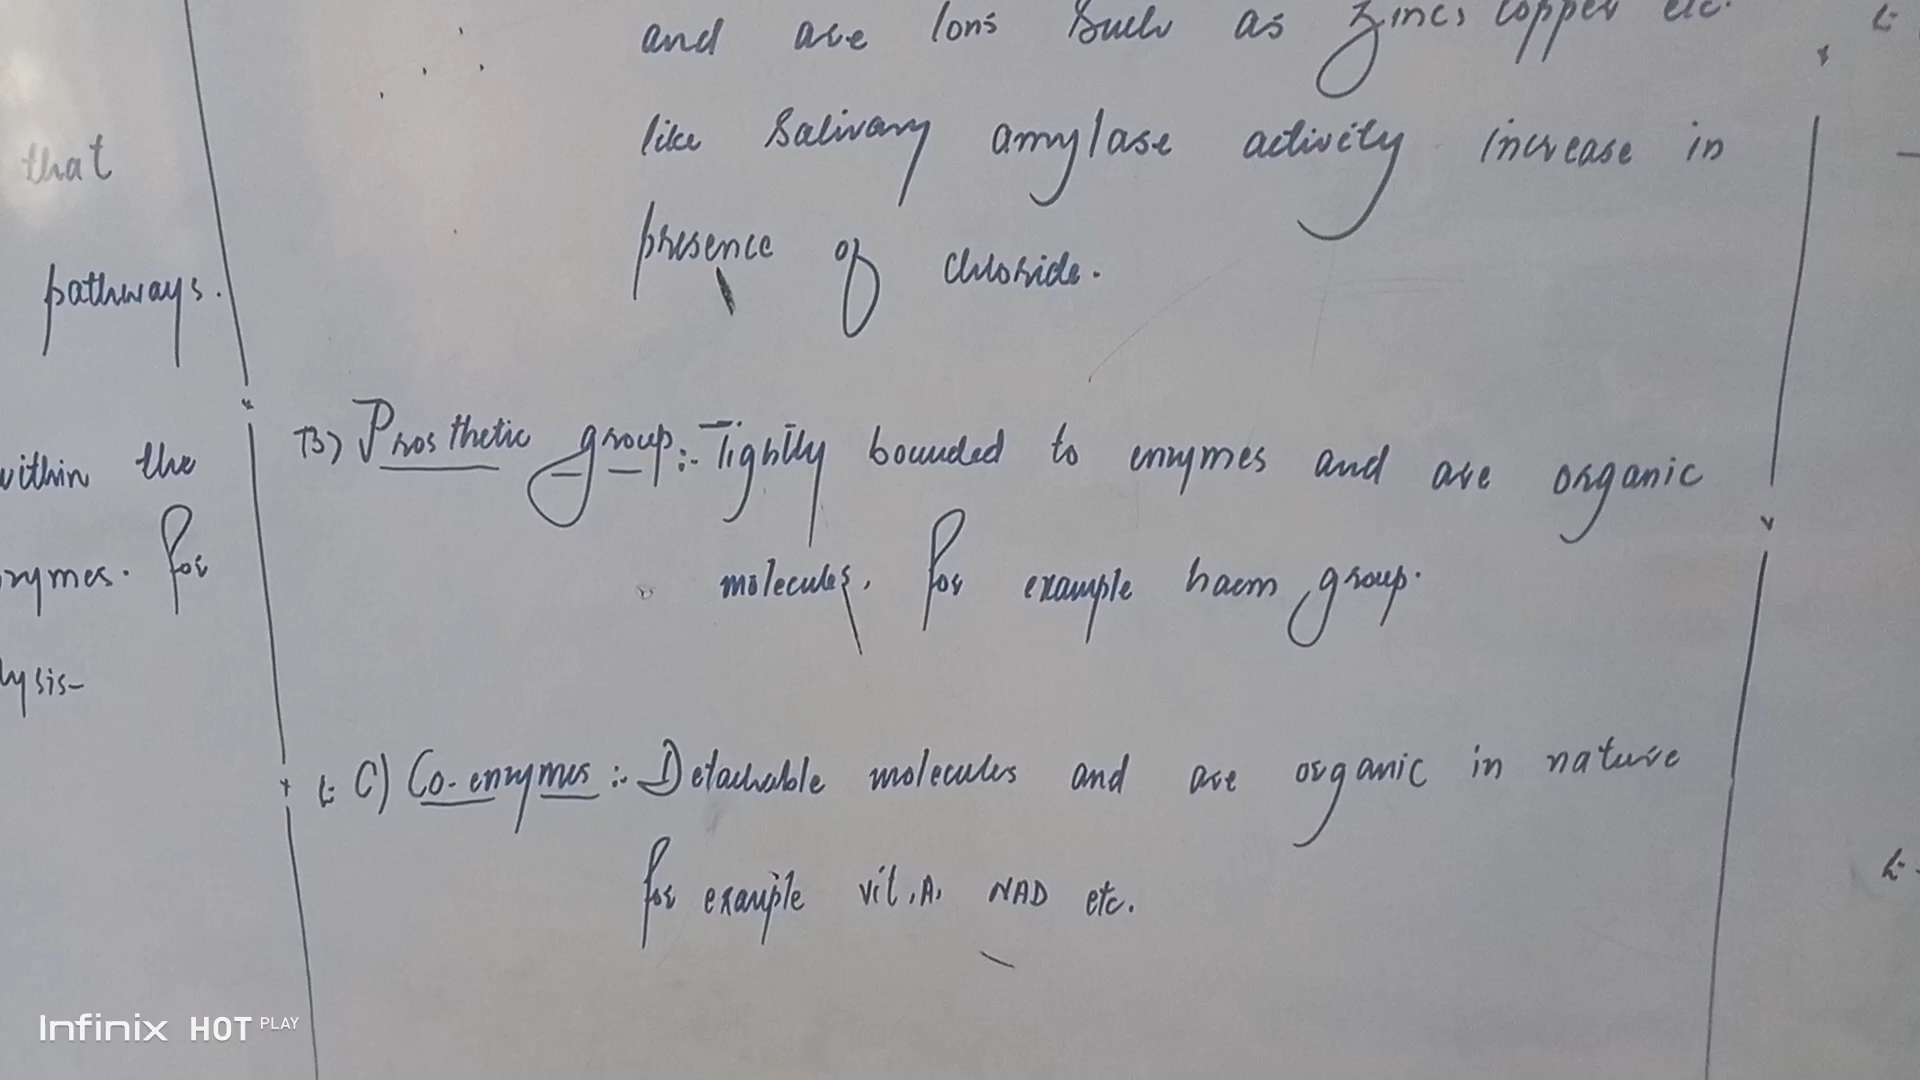 and are Ions Such as Zinc, Copper etc.
like Salivary amylase activity increase in
presence of chloride.
B) Prosthetic group:- Tightly bounded to enzymes and are organic
molecules. for example haem group.
C) Co-enzymes :- Detachable molecules and are organic in nature
for example vit. A, NAD etc.
that
pathways.
within the
zymes. for
lysis-
Infinix HOT PLAY